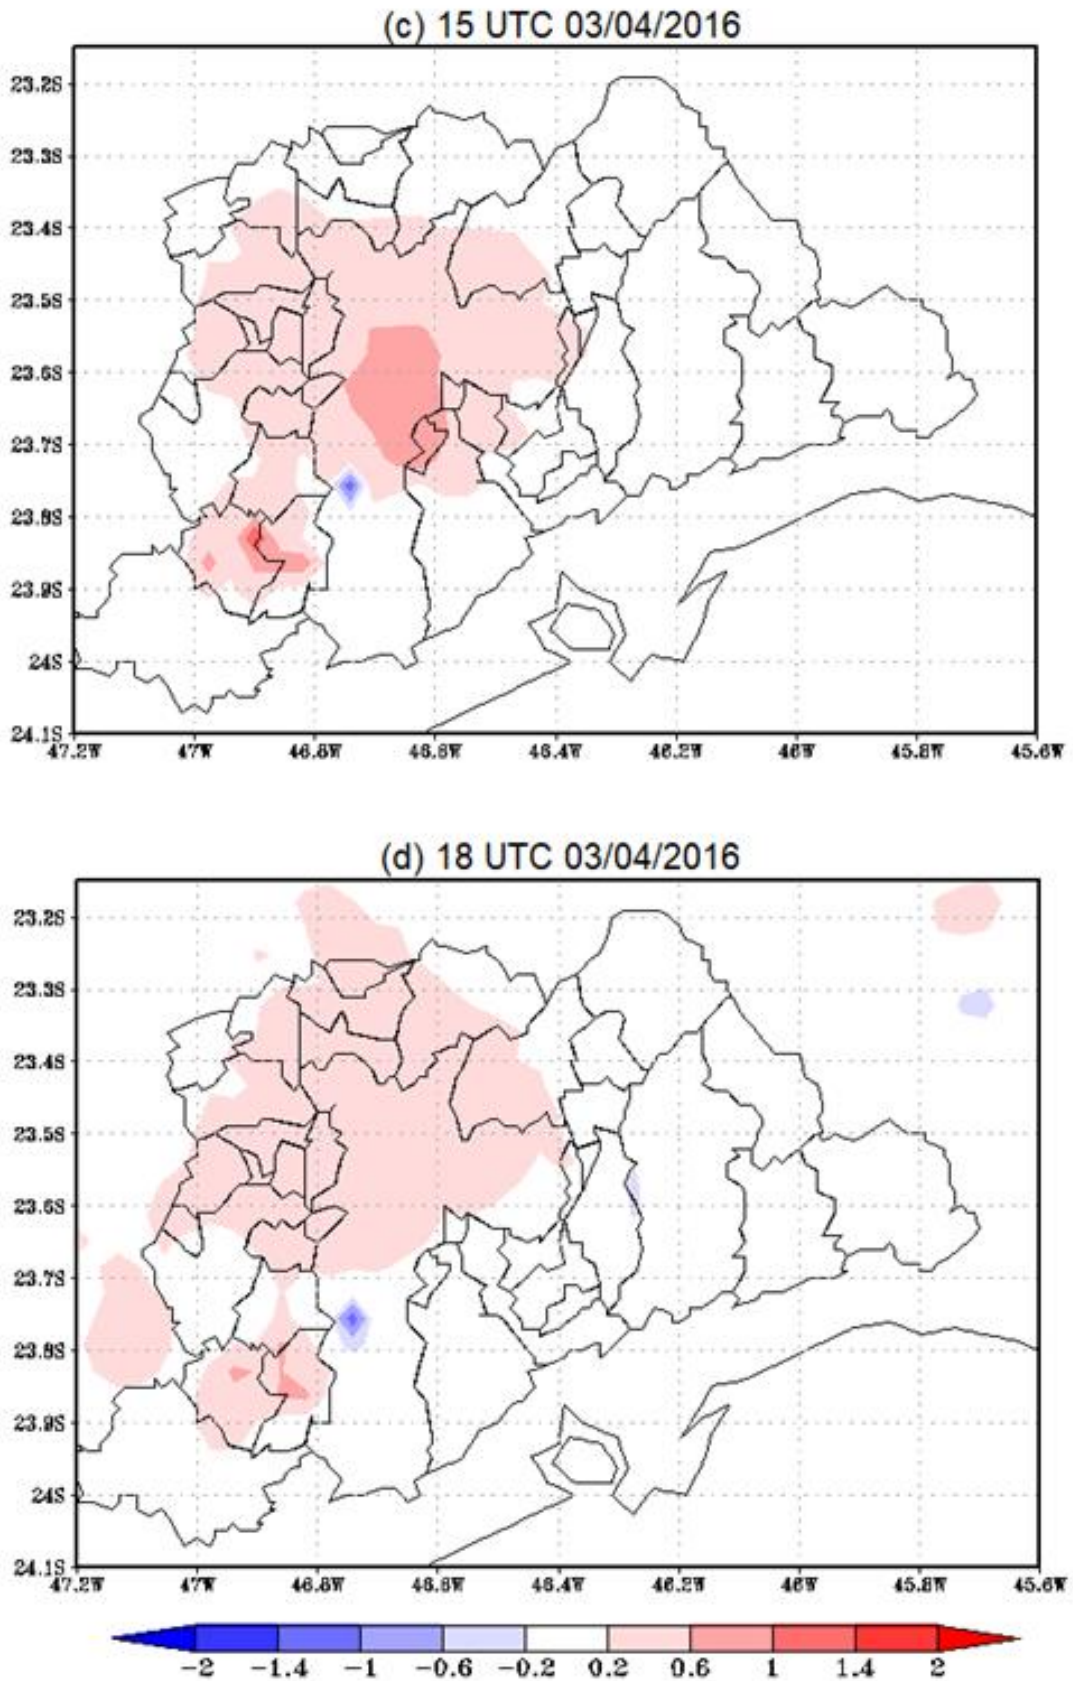 (c) 15 UTC 03/04/2016
23.2S
23.3S
23.4S
23.5S
23.6S
23.7S
23.8S
23.9S
24S
24.1S
47.2W 47W 46.8W 46.6W 46.4W 46.2W 46W 45.8W 45.6W
(d) 18 UTC 03/04/2016
23.2S
23.3S
23.4S
23.5S
23.6S
23.7S
23.8S
23.9S
24S
24.1S
47.2W 47W 46.8W 46.6W 46.4W 46.2W 46W 45.8W 45.6W
-2 -1.4 -1 -0.6 -0.2 0.2 0.6 1 1.4 2